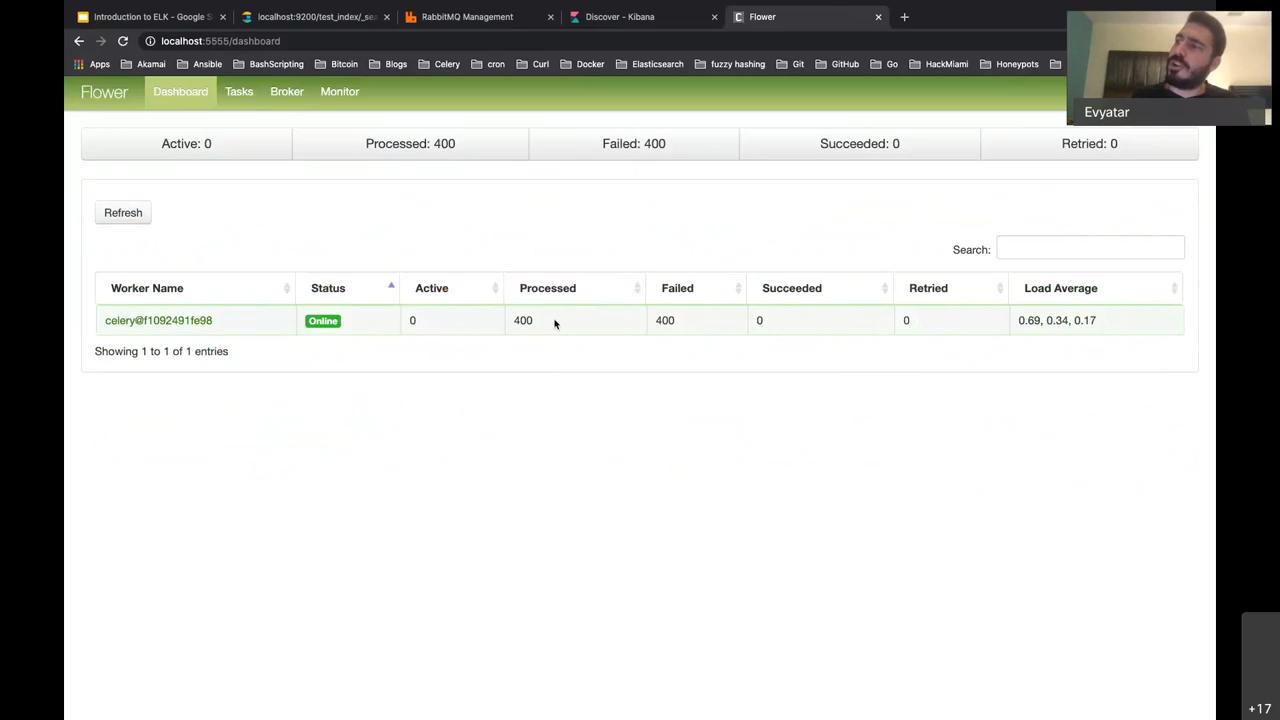 Introduction to ELK - Google S
localhost:9200/test_index/_sea
RabbitMQ Management
Discover - Kibana
Flower
localhost:5555/dashboard
Apps Akamai Ansible BashScripting Bitcoin Blogs Celery cron Curl Docker Elasticsearch fuzzy hashing Git GitHub Go HackMiami Honeypots
Evyatar
Flower Dashboard Tasks Broker Monitor
Active: 0 Processed: 400 Failed: 400 Succeeded: 0 Retried: 0
Refresh
Search:
Worker Name Status Active Processed Failed Succeeded Retried Load Average
celery@f1092491fe98 Online 0 400 400 0 0 0.69, 0.34, 0.17
Showing 1 to 1 of 1 entries
+17